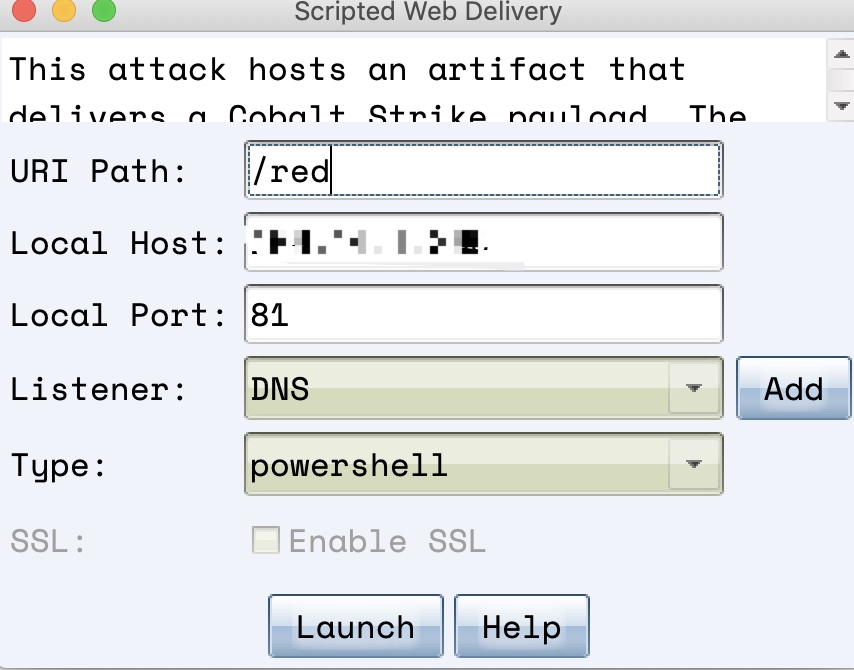 Scripted Web Delivery
This attack hosts an artifact that
delivers a Cobalt Strike payload. The
URI Path: /red
Local Host:
Local Port: 81
Listener: DNS Add
Type: powershell
SSL: Enable SSL
Launch Help